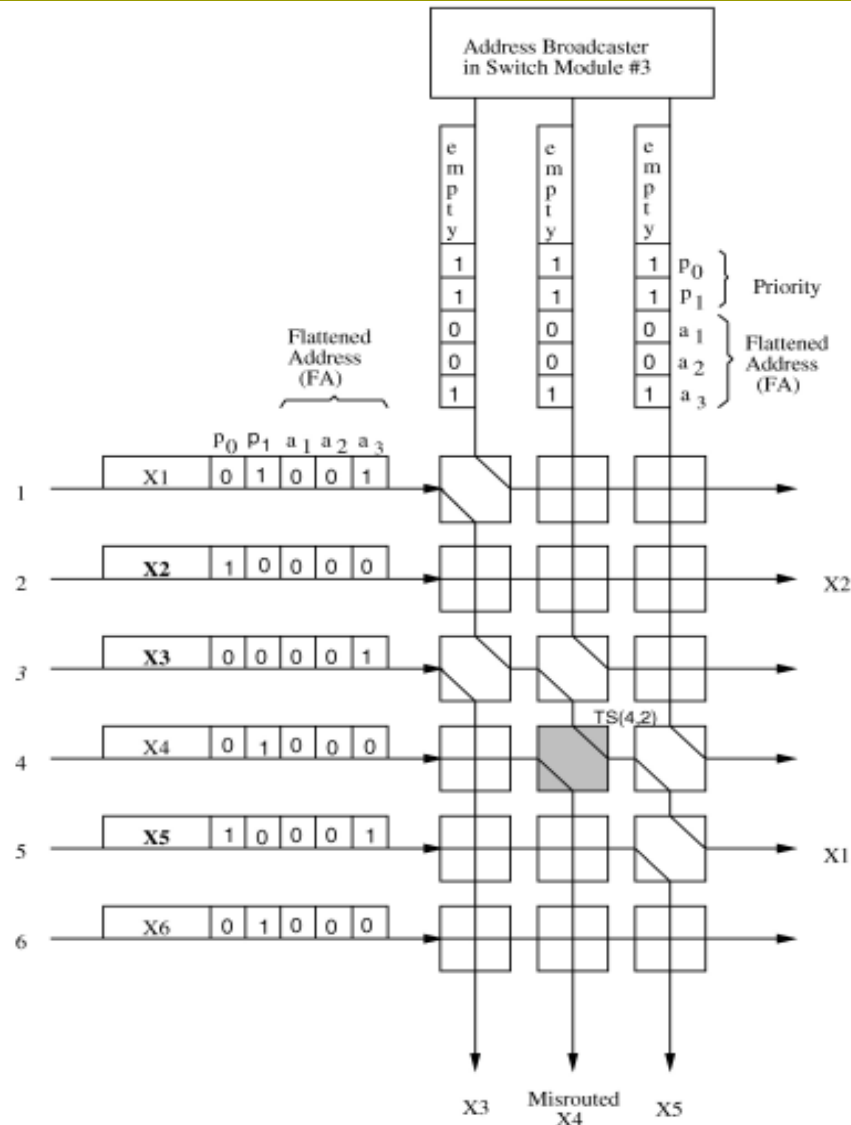 Address Broadcaster
in Switch Module #3
empty empty empty
1 1 1 p0
1 1 1 p1
Priority
0 0 0 a1
0 0 0 a2
1 1 1 a3
Flattened
Address
(FA)
Flattened
Address
(FA)
p0 p1 a1 a2 a3
1 X1 0 1 0 0 1
2 X2 1 0 0 0 0 X2
3 X3 0 0 0 0 1
TS(4,2)
4 X4 0 1 0 0 0
5 X5 1 0 0 0 1 X1
6 X6 0 1 0 0 0
X3 Misrouted X5
X4